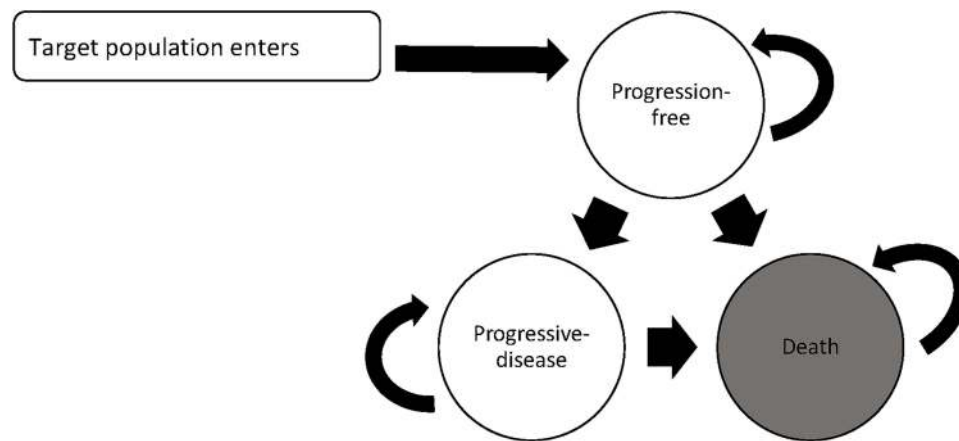 Target population enters
Progression-
free
Progressive-
disease
Death